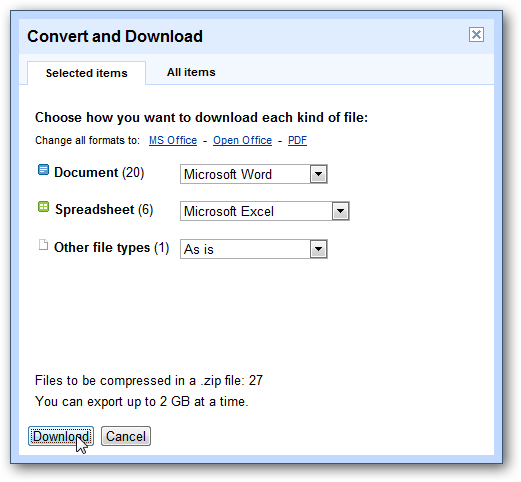 Convert and Download
Selected items All items
Choose how you want to download each kind of file:
Change all formats to: MS Office - Open Office - PDF
Document (20) Microsoft Word
Spreadsheet (6) Microsoft Excel
Other file types (1) As is
Files to be compressed in a .zip file: 27
You can export up to 2 GB at a time.
Download Cancel